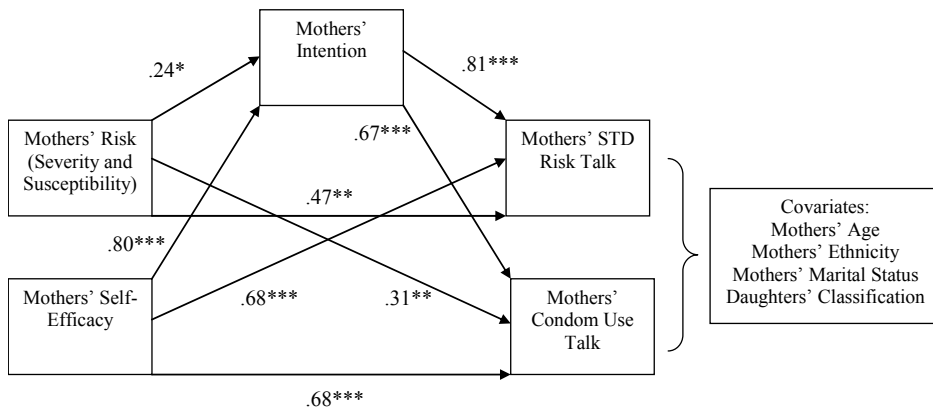 Mothers'
Intention
.24*
.81***
Mothers' Risk
(Severity and
Susceptibility)
.67***
Mothers' STD
Risk Talk
.47**
Covariates:
Mothers' Age
Mothers' Ethnicity
Mothers' Marital Status
Daughters' Classification
.80***
Mothers' Self-
Efficacy
.68***
.31**
Mothers'
Condom Use
Talk
.68***